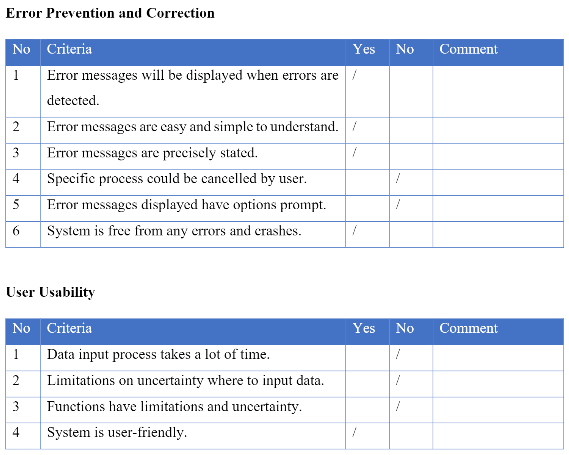 Error Prevention and Correction
No Criteria Yes No Comment
1 Error messages will be displayed when errors are /
detected.
2 Error messages are easy and simple to understand. /
3 Error messages are precisely stated. /
4 Specific process could be cancelled by user. /
5 Error messages displayed have options prompt. /
6 System is free from any errors and crashes. /
User Usability
No Criteria Yes No Comment
1 Data input process takes a lot of time. /
2 Limitations on uncertainty where to input data. /
3 Functions have limitations and uncertainty. /
4 System is user-friendly. /